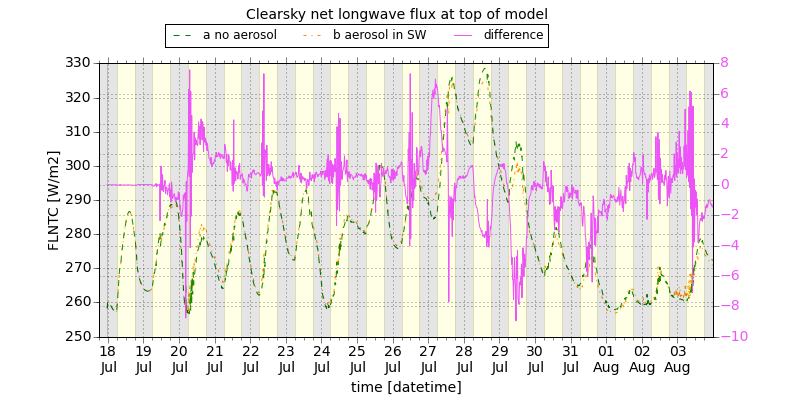 Clearsky net longwave flux at top of model
a no aerosol
b aerosol in SW
difference
330
320
310
300
290
280
270
260
250
FLNTC [W/m2]
8
6
4
2
0
−2
−4
−6
−8
−10
18 19 20 21 22 23 24 25 26 27 28 29 30 31 01 02 03
Jul Jul Jul Jul Jul Jul Jul Jul Jul Jul Jul Jul Jul Jul Aug Aug Aug
time [datetime]